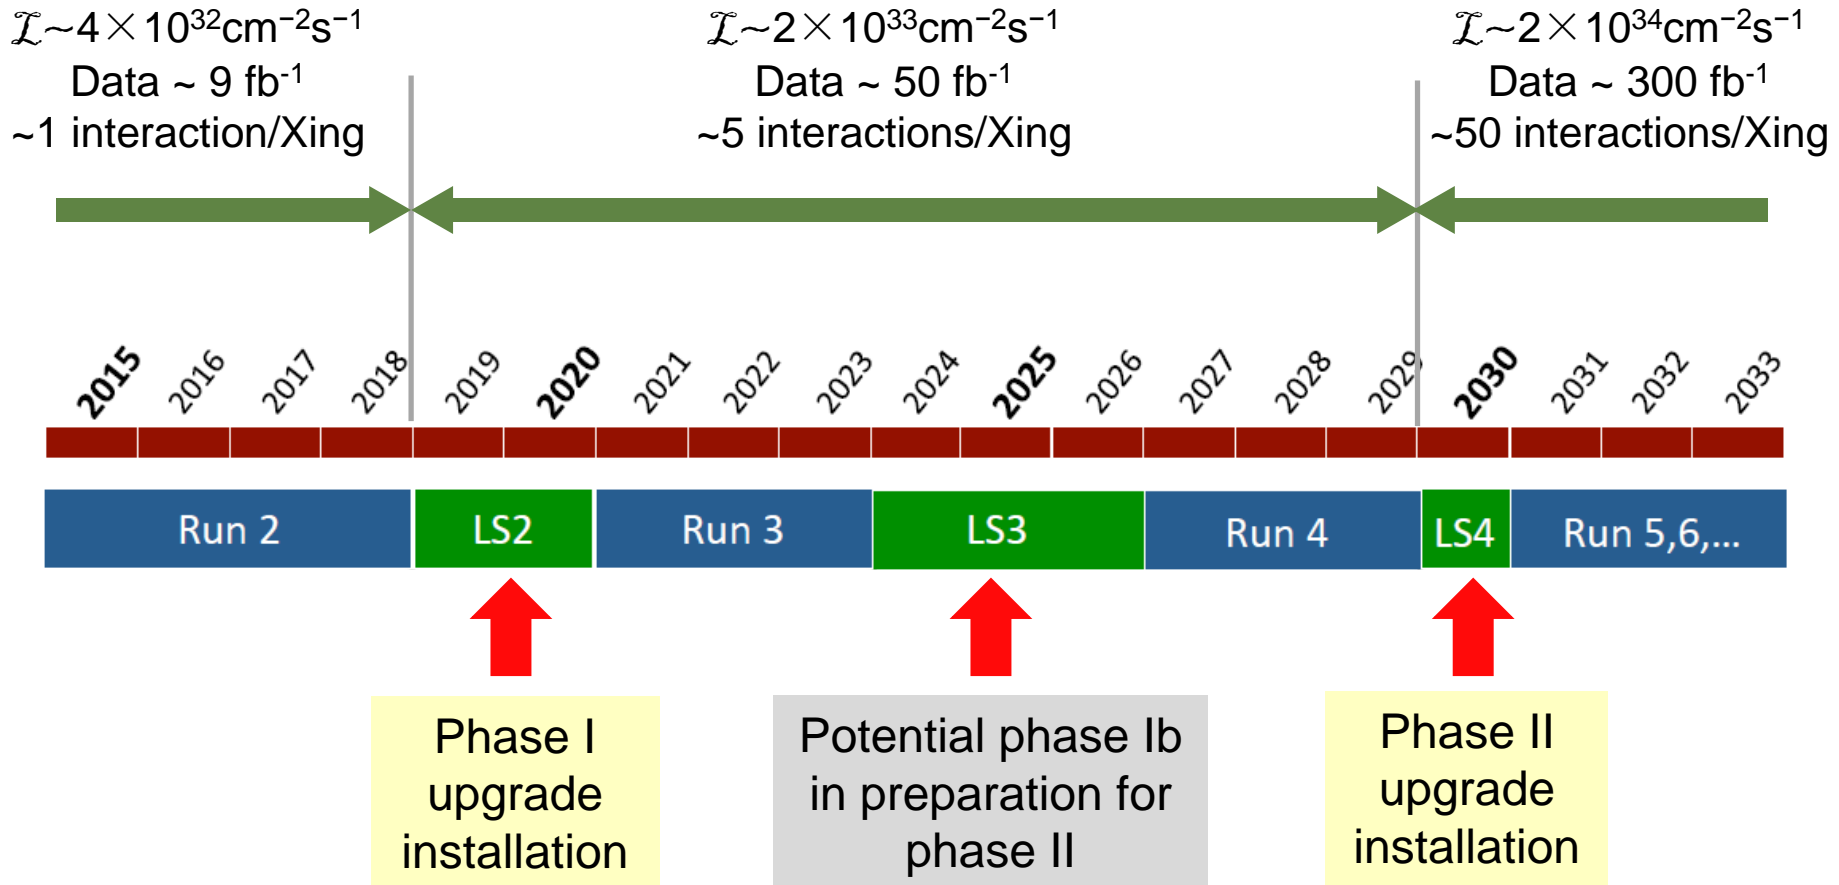 ℒ~4×10³²cm⁻²s⁻¹
Data ~ 9 fb⁻¹
~1 interaction/Xing
ℒ~2×10³³cm⁻²s⁻¹
Data ~ 50 fb⁻¹
~5 interactions/Xing
ℒ~2×10³⁴cm⁻²s⁻¹
Data ~ 300 fb⁻¹
~50 interactions/Xing
2015 2016 2017 2018 2019 2020 2021 2022 2023 2024 2025 2026 2027 2028 2029 2030 2031 2032 2033
Run 2 LS2 Run 3 LS3 Run 4 LS4 Run 5,6,...
Phase I
upgrade
installation
Potential phase Ib
in preparation for
phase II
Phase II
upgrade
installation